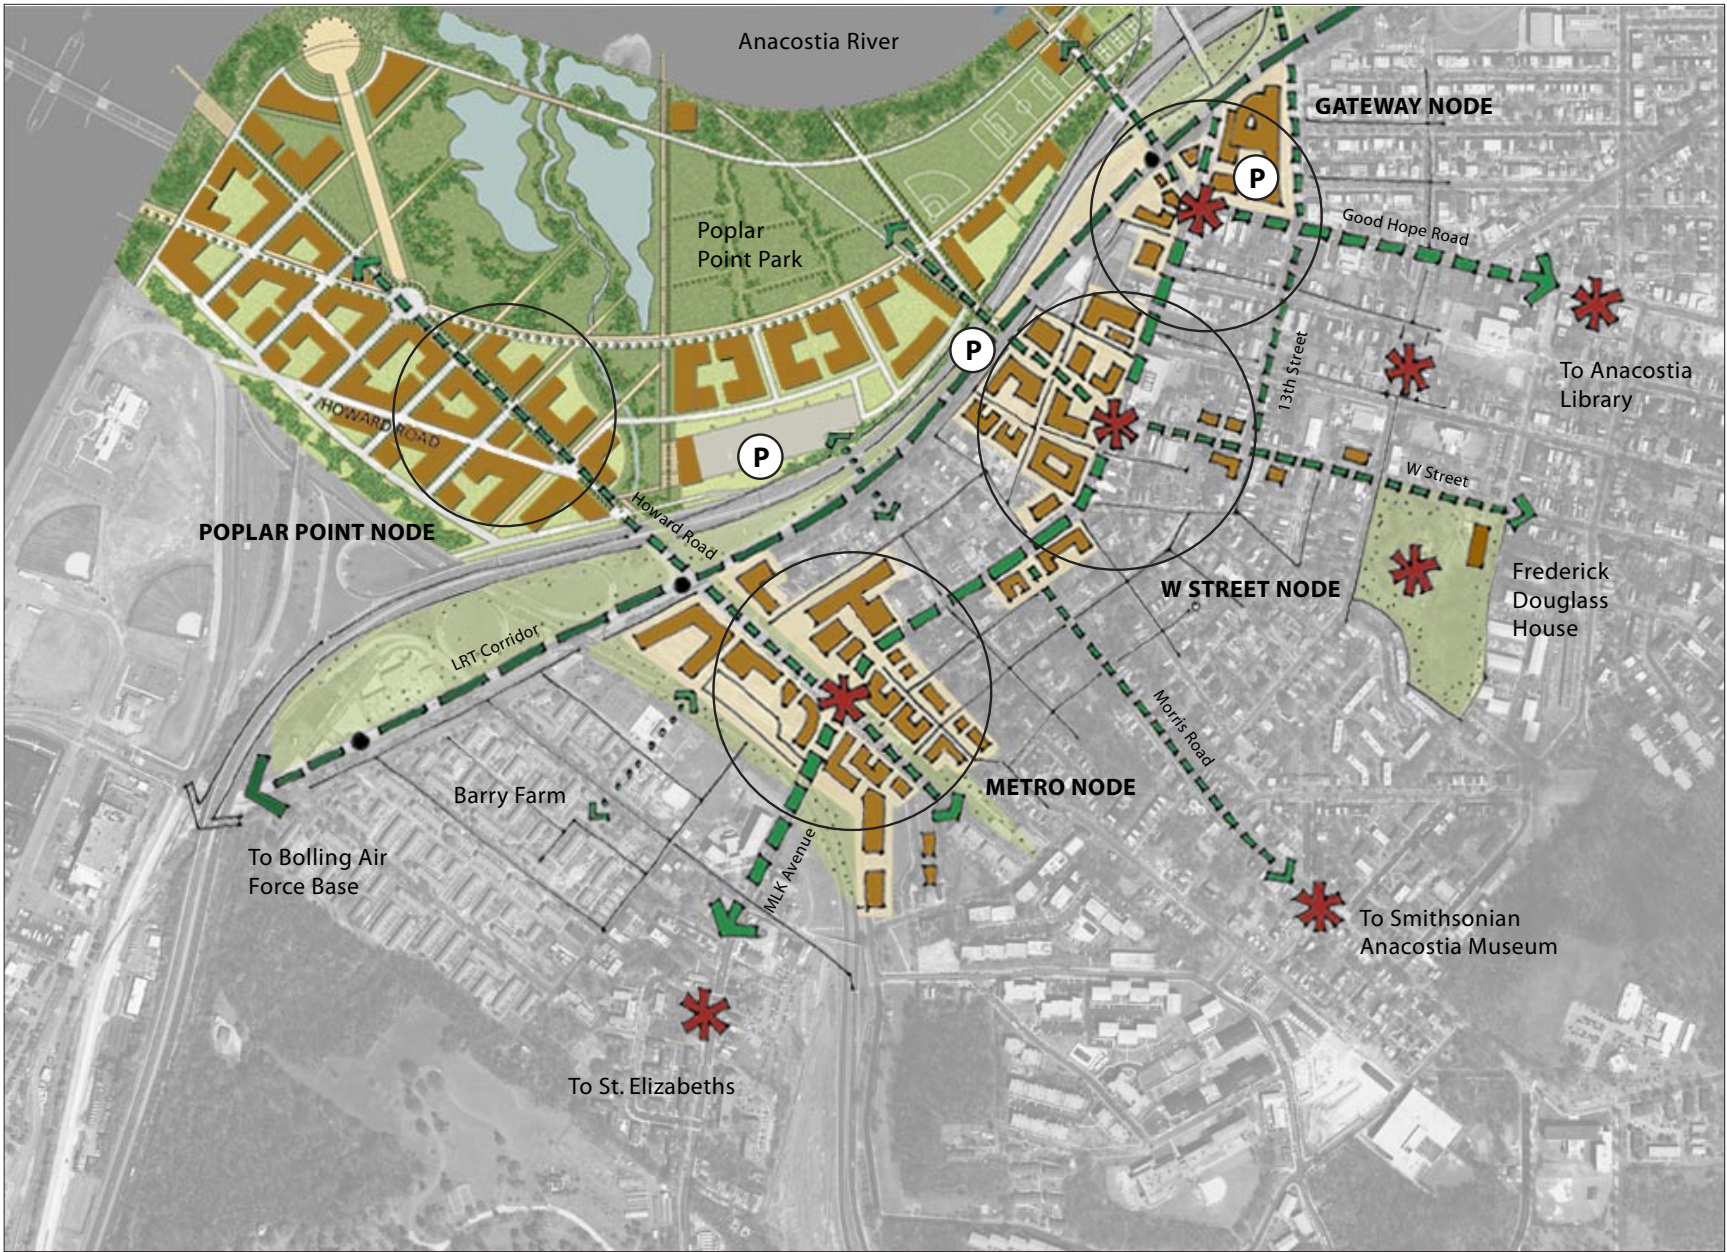 Anacostia River
GATEWAY NODE
P
Good Hope Road
Poplar
Point Park
To Anacostia
Library
13th Street
P
HOWARD ROAD
P
W Street
POPLAR POINT NODE
Howard Road
W STREET NODE
Frederick
Douglass
House
LRT Corridor
Morris Road
METRO NODE
Barry Farm
To Bolling Air
Force Base
MLK Avenue
To Smithsonian
Anacostia Museum
To St. Elizabeths